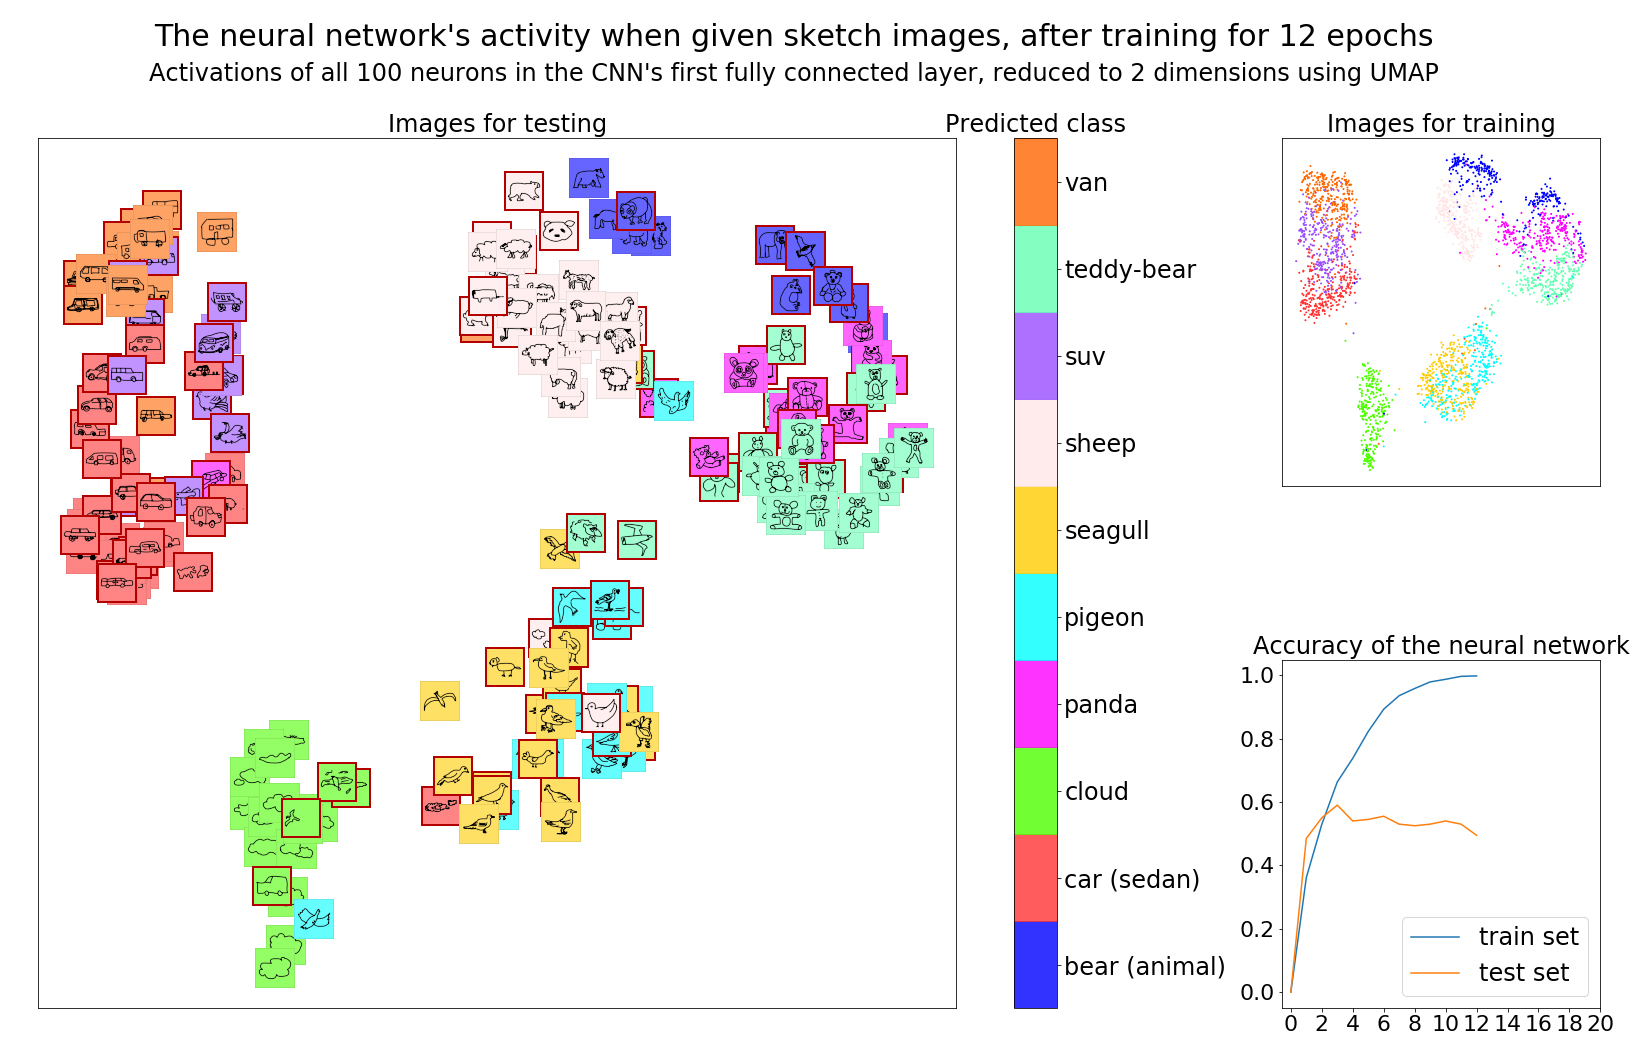 The neural network's activity when given sketch images, after training for 12 epochs
Activations of all 100 neurons in the CNN's first fully connected layer, reduced to 2 dimensions using UMAP
Images for testing
Predicted class
van
teddy-bear
suv
sheep
seagull
pigeon
panda
cloud
car (sedan)
bear (animal)
Images for training
Accuracy of the neural network
1.0
0.8
0.6
0.4
0.2
0.0
train set
test set
0 2 4 6 8 10 12 14 16 18 20